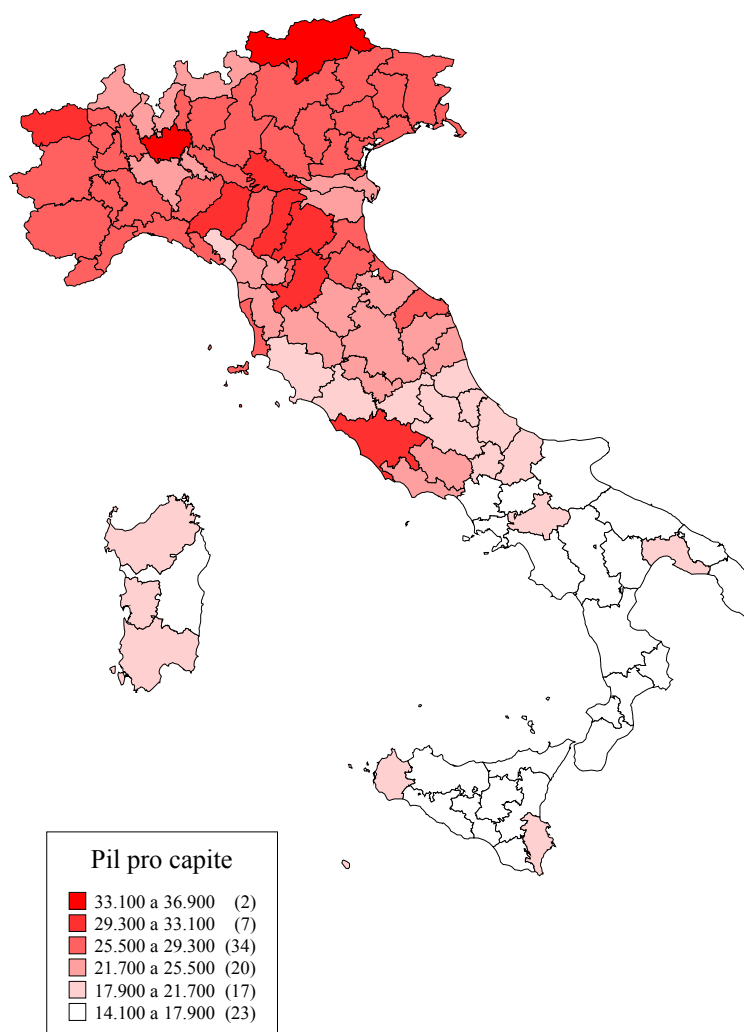 Pil pro capite
33.100 a 36.900 (2)
29.300 a 33.100 (7)
25.500 a 29.300 (34)
21.700 a 25.500 (20)
17.900 a 21.700 (17)
14.100 a 17.900 (23)